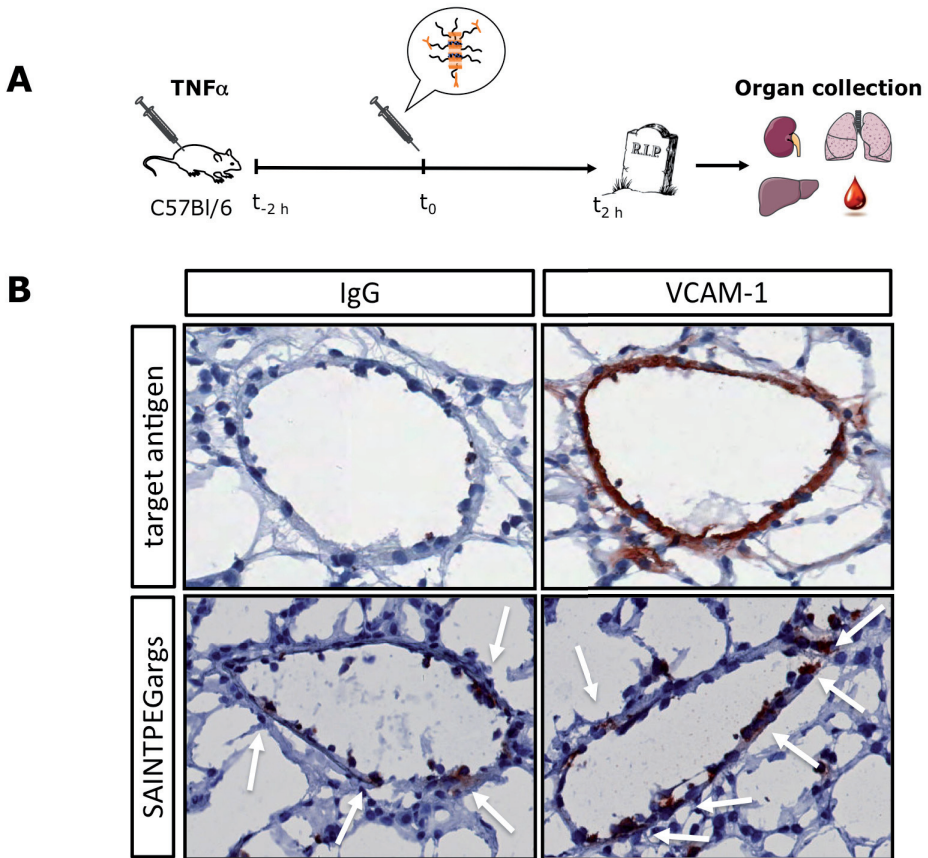 A
TNFα
Organ collection
R.I.P
C57Bl/6
t-2 h
t0
t2 h
B
IgG
VCAM-1
target antigen
SAINTPEGargs